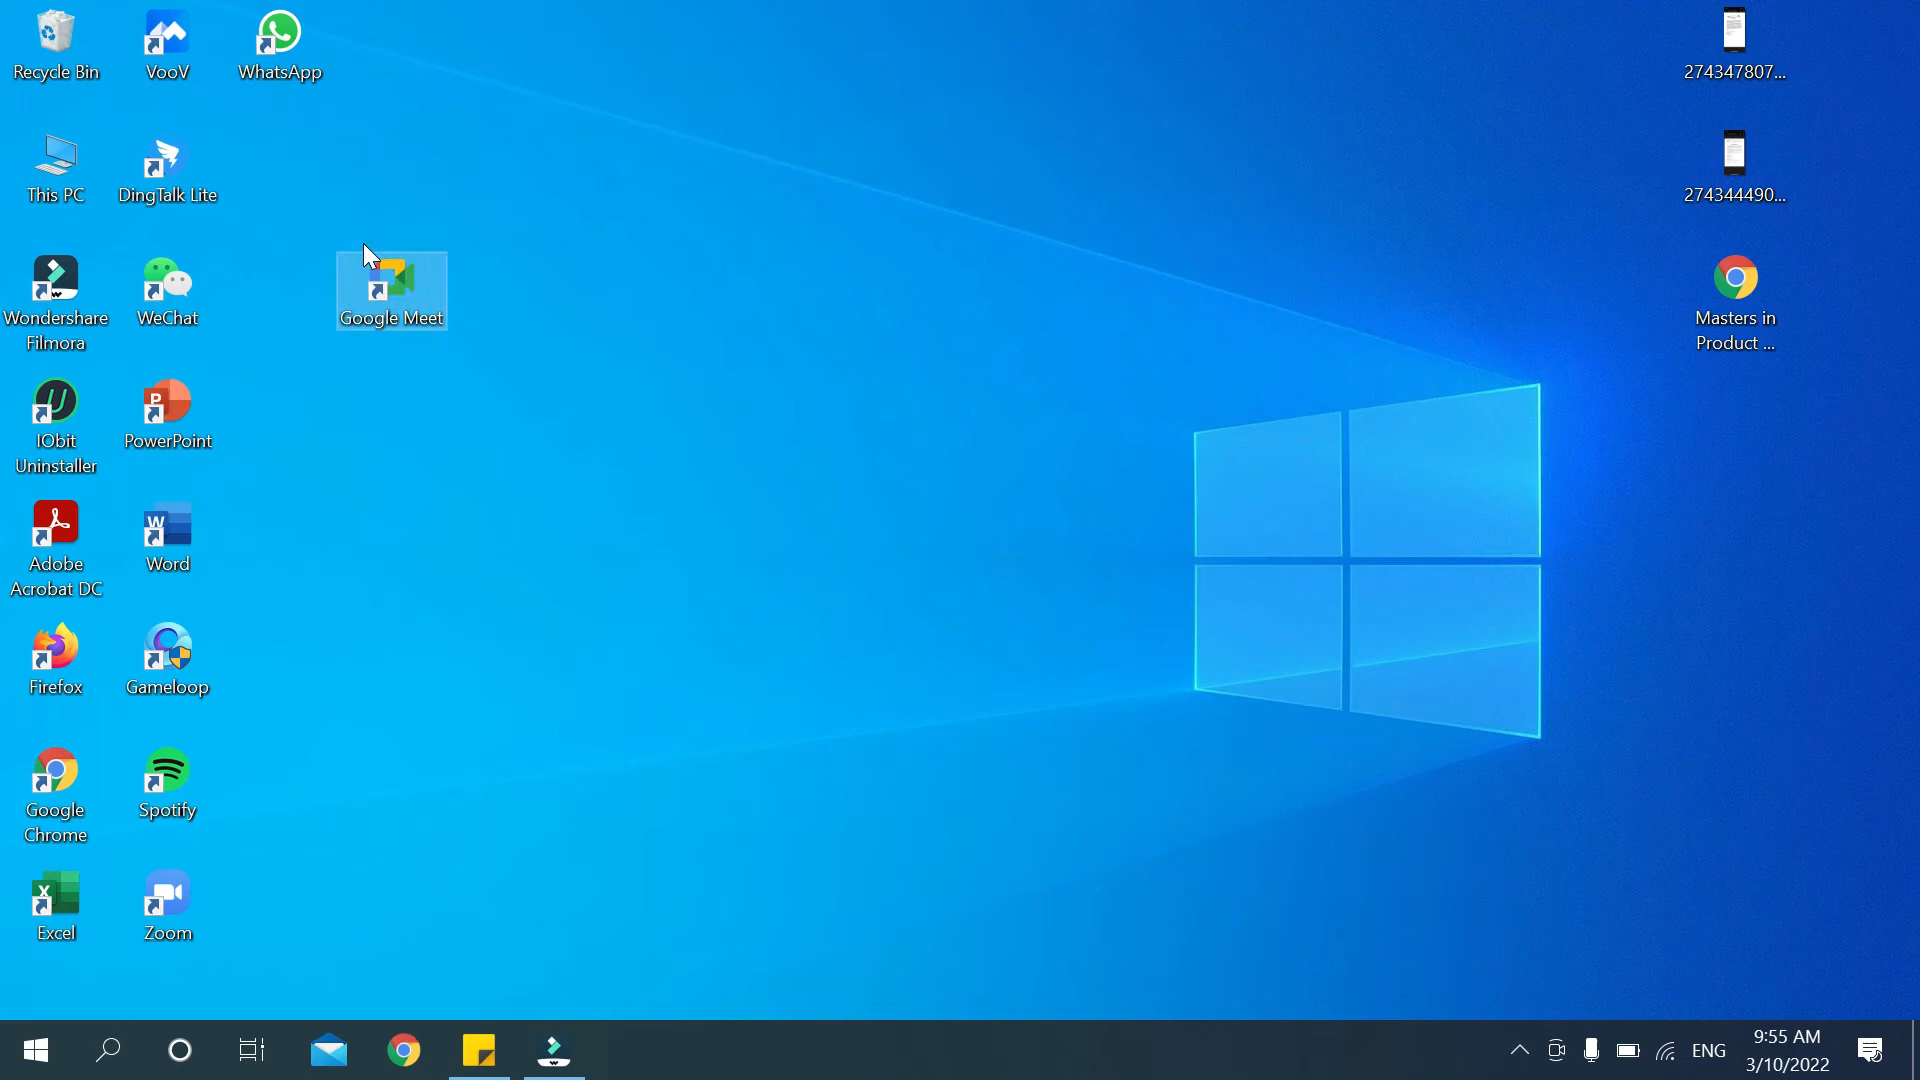 Recycle Bin
VooV
WhatsApp
274347807...
This PC
DingTalk Lite
274344490...
Wondershare
Filmora
WeChat
Google Meet
Masters in
Product ...
IObit
Uninstaller
PowerPoint
Adobe
Acrobat DC
Word
Firefox
Gameloop
Google
Chrome
Spotify
Excel
Zoom
ENG
9:55 AM
3/10/2022